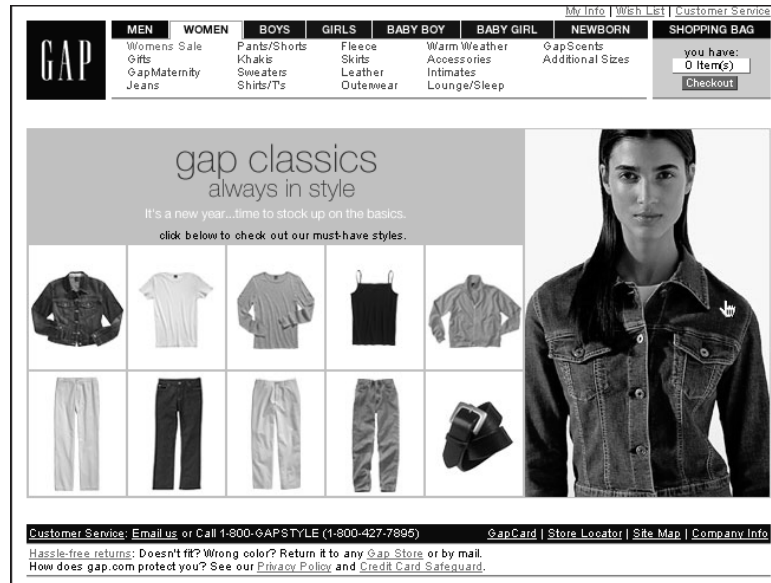 My Info | Wish List | Customer Service
MEN WOMEN BOYS GIRLS BABY BOY BABY GIRL NEWBORN SHOPPING BAG
GAP
Womens Sale Pants/Shorts Fleece Warm Weather GapScents
Gifts Khakis Skirts Accessories Additional Sizes
GapMaternity Sweaters Leather Intimates
Jeans Shirts/T's Outerwear Lounge/Sleep
you have:
0 Item(s)
Checkout
gap classics
always in style
It's a new year...time to stock up on the basics.
click below to check out our must-have styles.
Customer Service: Email us or Call 1-800-GAPSTYLE (1-800-427-7895) GapCard | Store Locator | Site Map | Company Info
Hassle-free returns: Doesn't fit? Wrong color? Return it to any Gap Store or by mail.
How does gap.com protect you? See our Privacy Policy and Credit Card Safeguard.